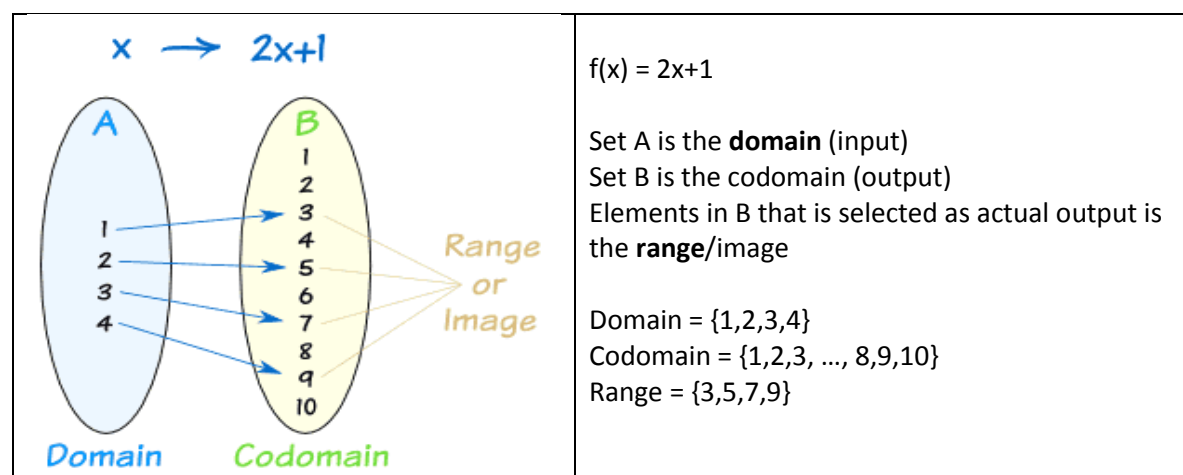 x → 2x+1
A
1
2
3
4
Domain
B
1
2
3
4
5
6
7
8
9
10
Codomain
Range
or
Image
f(x) = 2x+1
Set A is the domain (input)
Set B is the codomain (output)
Elements in B that is selected as actual output is
the range/image
Domain = {1,2,3,4}
Codomain = {1,2,3, ..., 8,9,10}
Range = {3,5,7,9}